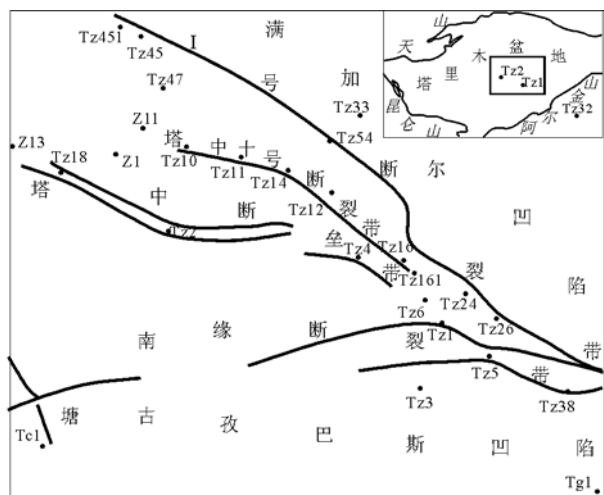 Tz451
Tz45
I号断裂带
满加尔凹陷
Tz47
Tz33
Z11
Tz54
Z13
Tz18
Z1
Tz10
塔中十号断裂带
Tz11
Tz14
塔中断垒带
Tz12
Tz2
Tz4
Tz16
Tz161
Tz6
Tz24
Tz1
Tz26
南缘断裂带
Tz5
Tz3
Tz38
塘古孜巴斯凹陷
Tc1
Tg1
天山
塔里木盆地
Tz2
Tz1
昆仑山
阿尔金山
Tz32